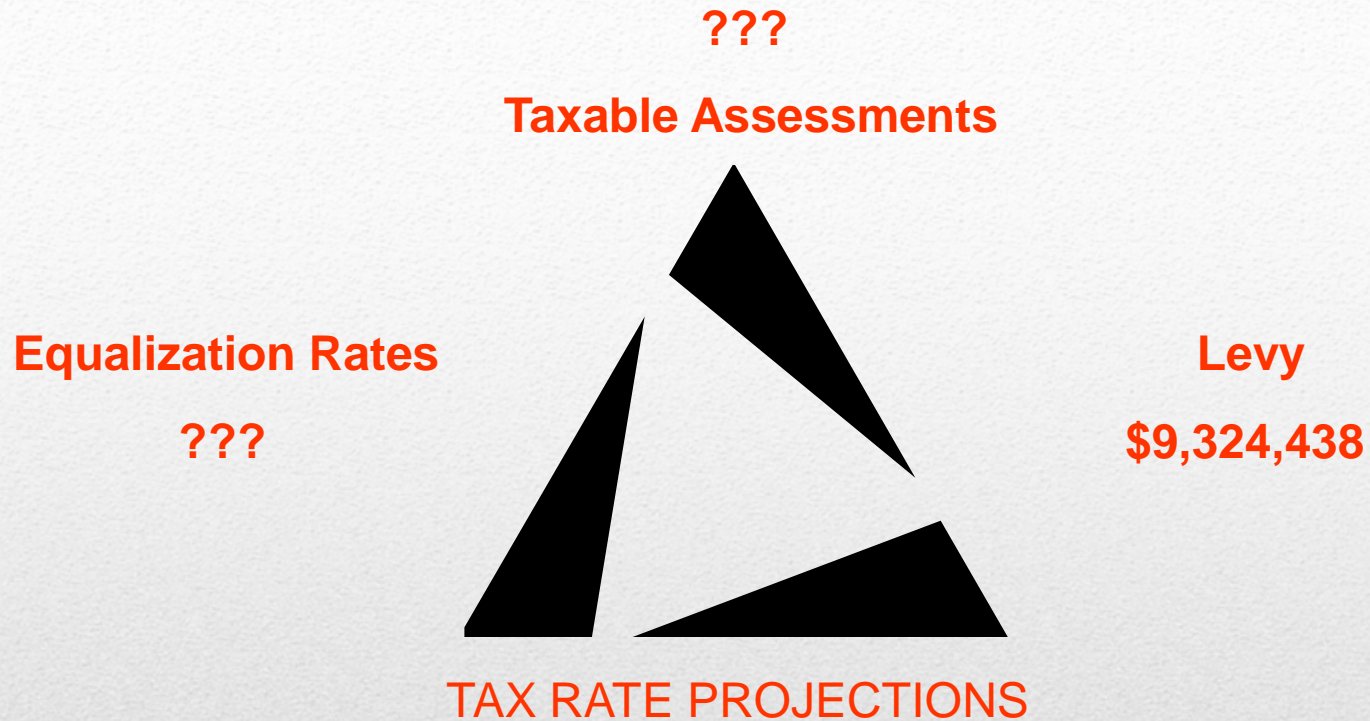 ???
Taxable Assessments
Equalization Rates
???
Levy
$9,324,438
TAX RATE PROJECTIONS